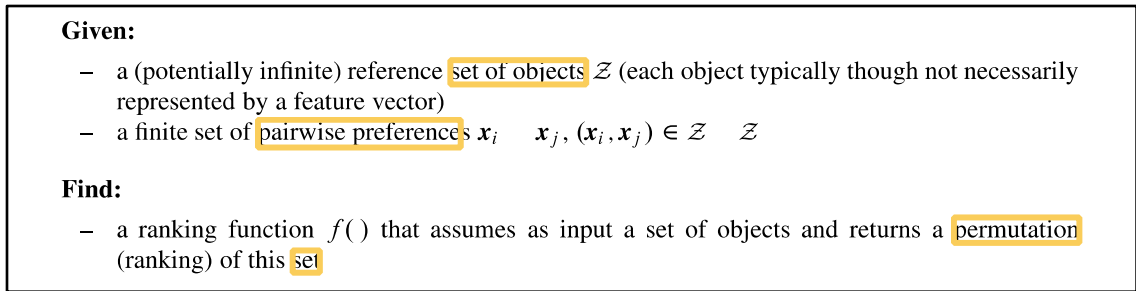 Given:
– a (potentially infinite) reference set of objects 𝒵 (each object typically though not necessarily
represented by a feature vector)
– a finite set of pairwise preferences 𝒙ᵢ 𝒙ⱼ, (𝒙ᵢ, 𝒙ⱼ) ∈ 𝒵 𝒵
Find:
– a ranking function f() that assumes as input a set of objects and returns a permutation
(ranking) of this set